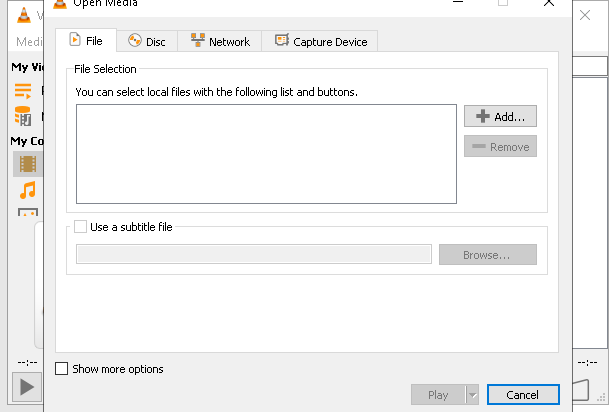 Open Media
Medi
File
Disc
Network
Capture Device
My Vi
File Selection
You can select local files with the following list and buttons.
Add...
Remove
My Co
Use a subtitle file
Browse...
--:--
--:--
Show more options
Play
Cancel